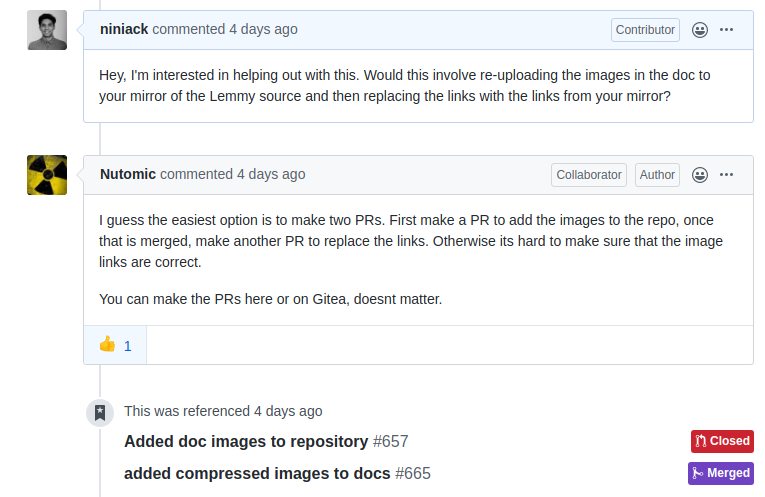 niniack commented 4 days ago Contributor
Hey, I'm interested in helping out with this. Would this involve re-uploading the images in the doc to
your mirror of the Lemmy source and then replacing the links with the links from your mirror?
Nutomic commented 4 days ago Collaborator Author
I guess the easiest option is to make two PRs. First make a PR to add the images to the repo, once
that is merged, make another PR to replace the links. Otherwise its hard to make sure that the image
links are correct.
You can make the PRs here or on Gitea, doesnt matter.
👍 1
This was referenced 4 days ago
Added doc images to repository #657 Closed
added compressed images to docs #665 Merged